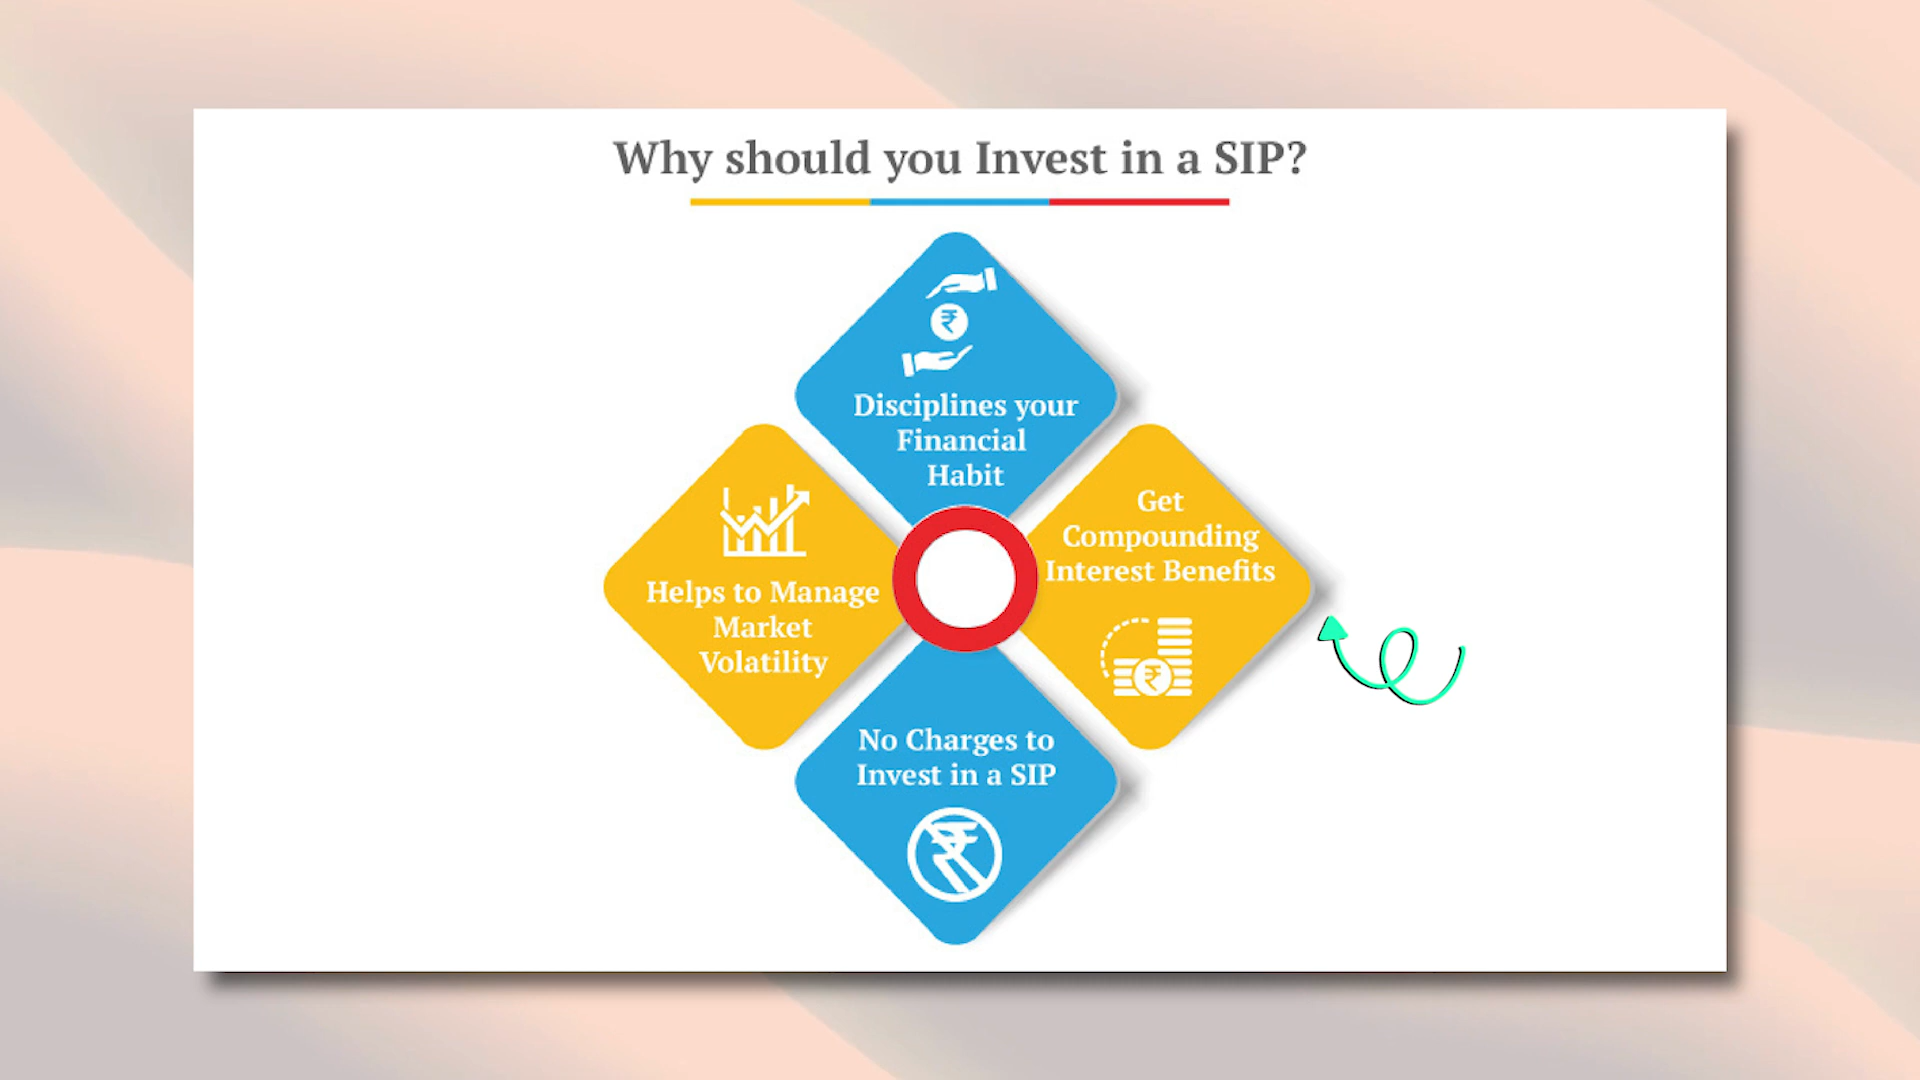 Why should you Invest in a SIP?
Disciplines your
Financial
Habit
Helps to Manage
Market
Volatility
Get
Compounding
Interest Benefits
No Charges to
Invest in a SIP